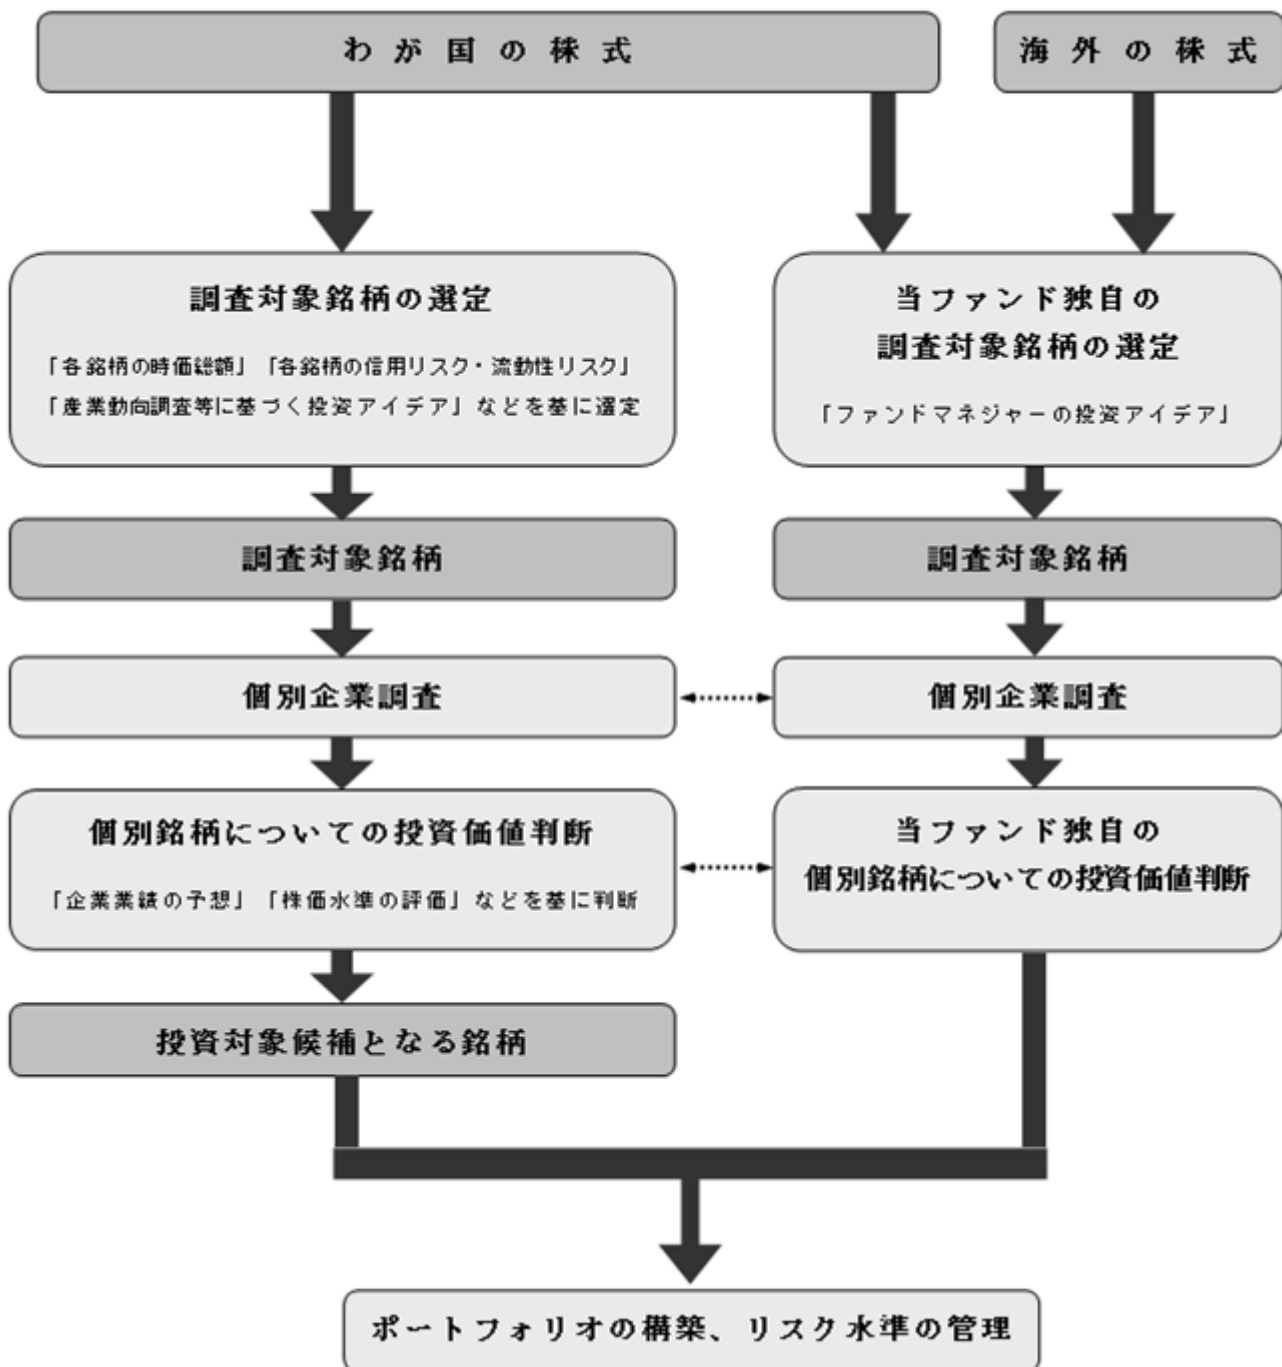 わが国の株式
海外の株式
調査対象銘柄の選定
「各銘柄の時価総額」「各銘柄の信用リスク・流動性リスク」
「産業動向調査等に基づく投資アイデア」などを基に選定
当ファンド独自の
調査対象銘柄の選定
「ファンドマネジャーの投資アイデア」
調査対象銘柄
調査対象銘柄
個別企業調査
個別企業調査
個別銘柄についての投資価値判断
「企業業績の予想」「株価水準の評価」などを基に判断
当ファンド独自の
個別銘柄についての投資価値判断
投資対象候補となる銘柄
ポートフォリオの構築、リスク水準の管理